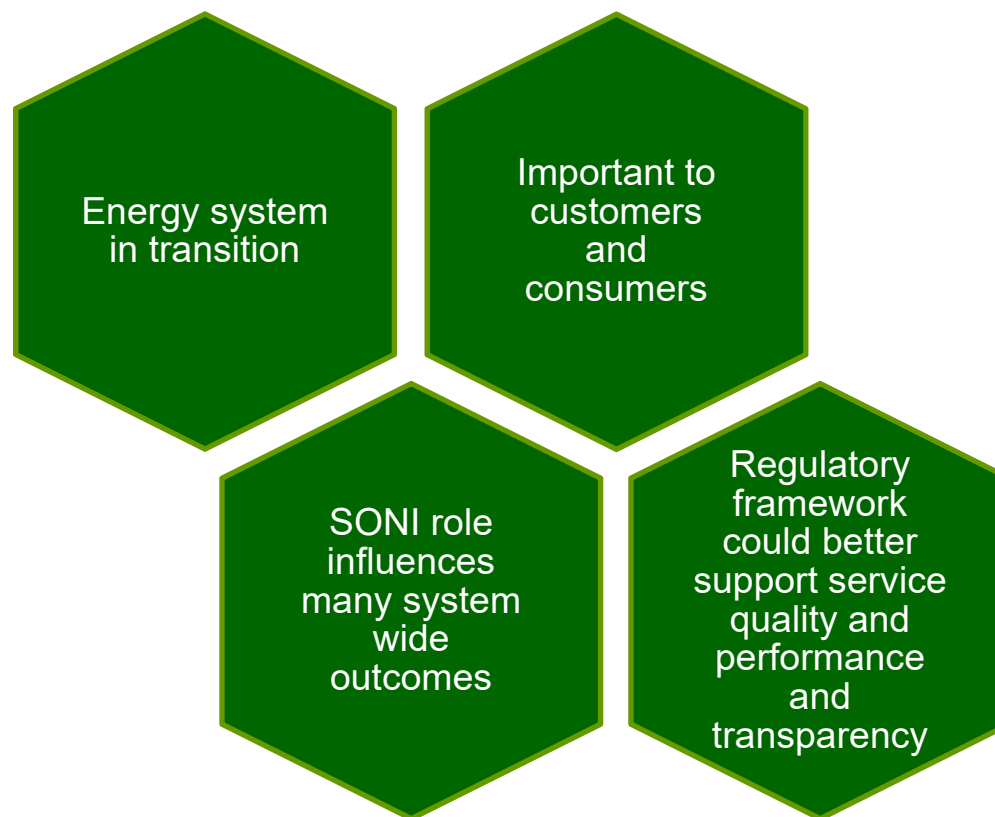 Energy system
in transition
Important to
customers
and
consumers
SONI role
influences
many system
wide
outcomes
Regulatory
framework
could better
support service
quality and
performance
and
transparency